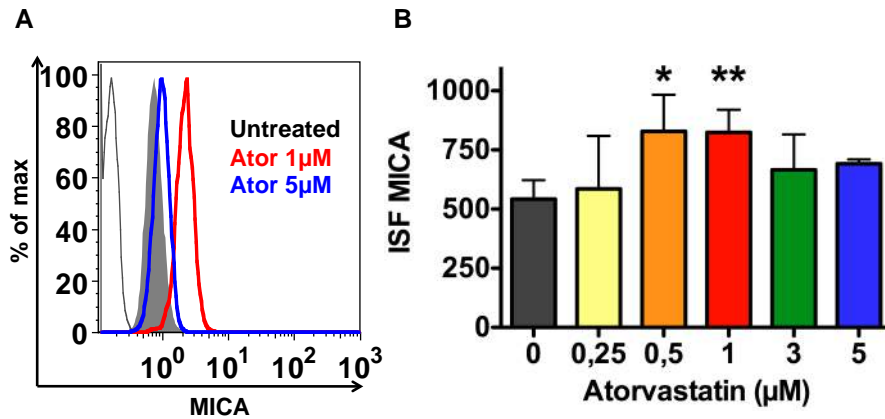 A
% of max
100
80
60
40
20
0
Untreated
Ator 1µM
Ator 5µM
10⁰ 10¹ 10² 10³
MICA
B
ISF MICA
1000
750
500
250
0
* **
0 0,25 0,5 1 3 5
Atorvastatin (µM)